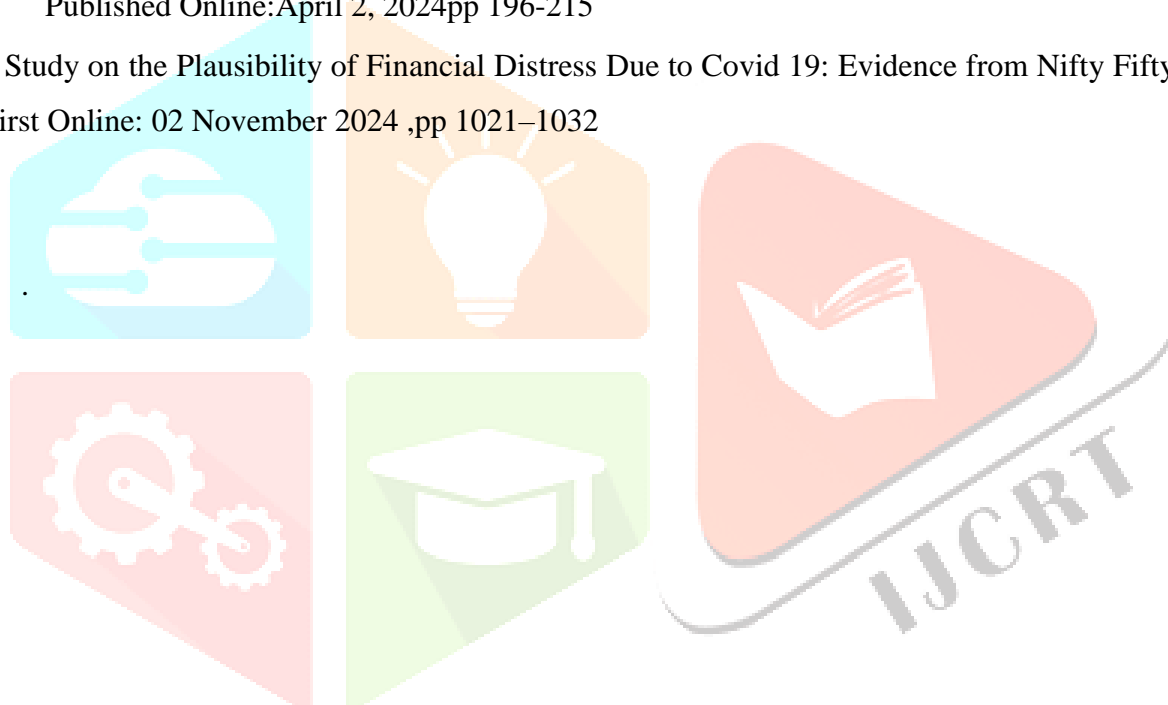 Published Online:April 2, 2024pp 196-215
Study on the Plausibility of Financial Distress Due to Covid 19: Evidence from Nifty Fifty
irst Online: 02 November 2024 ,pp 1021–1032
.
IJCRT